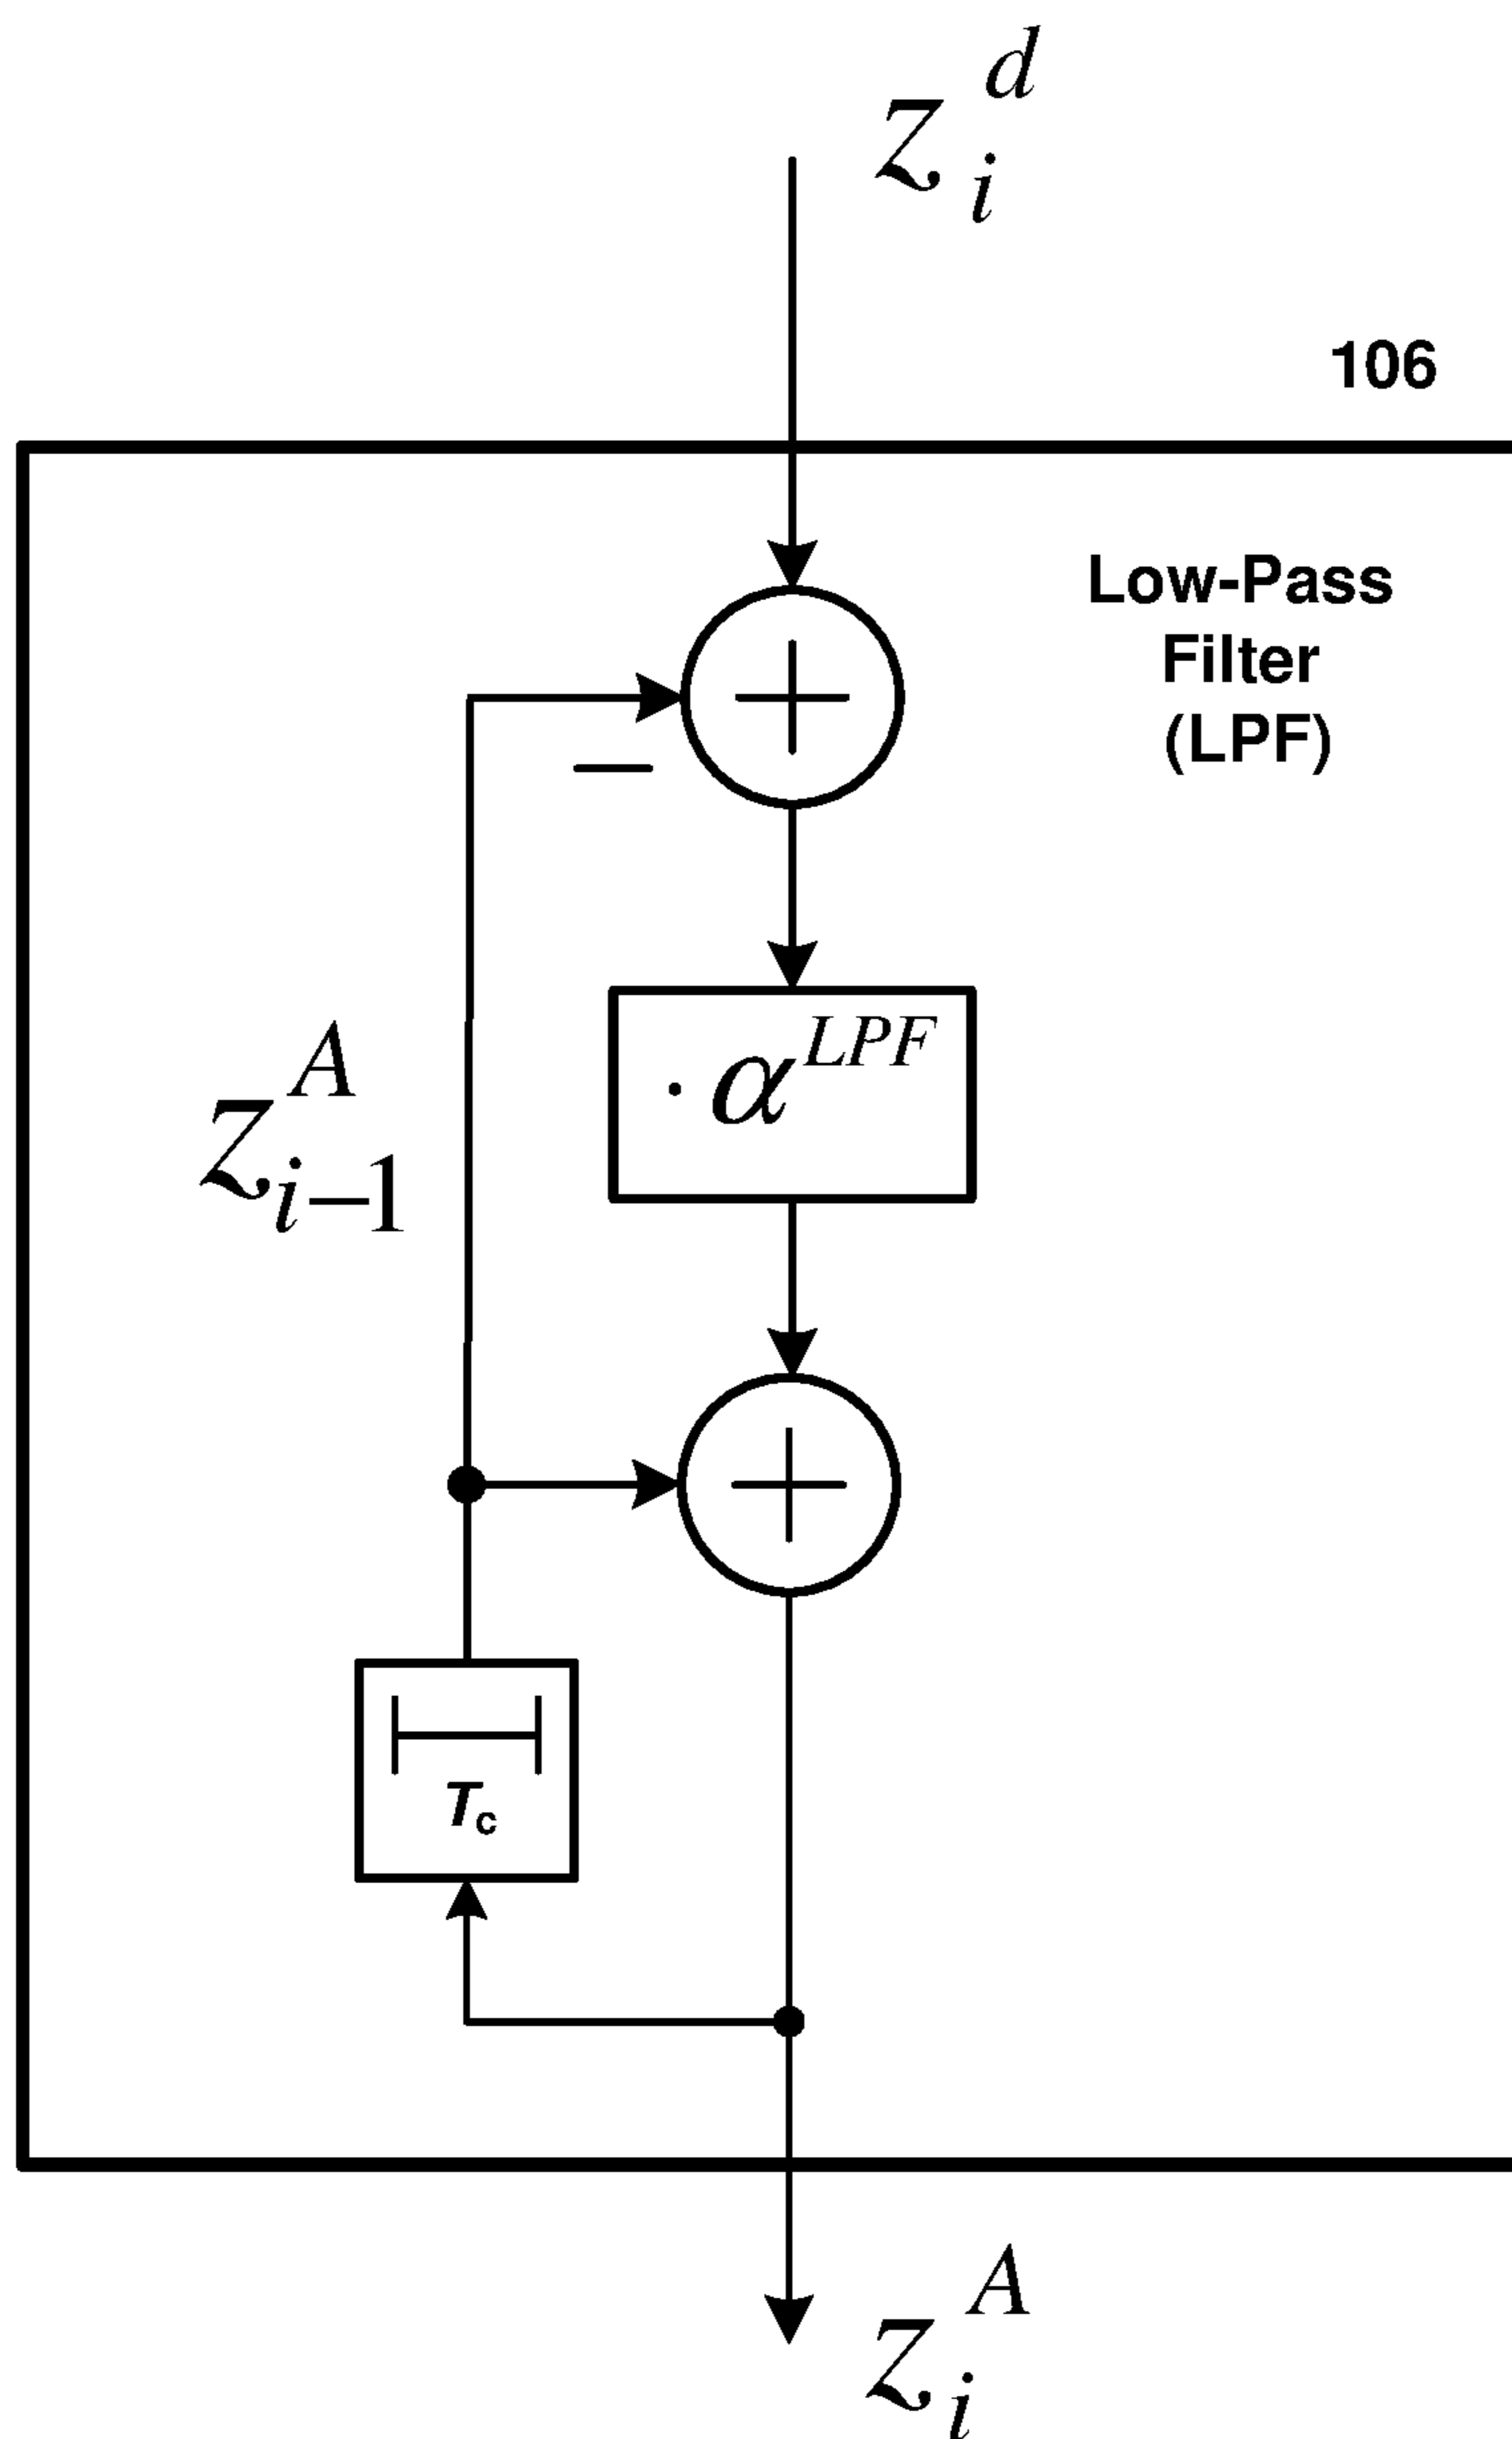 z_i^d
106
Low-Pass
Filter
(LPF)
−
· α^{LPF}
z_{i−1}^A
T_c
z_i^A